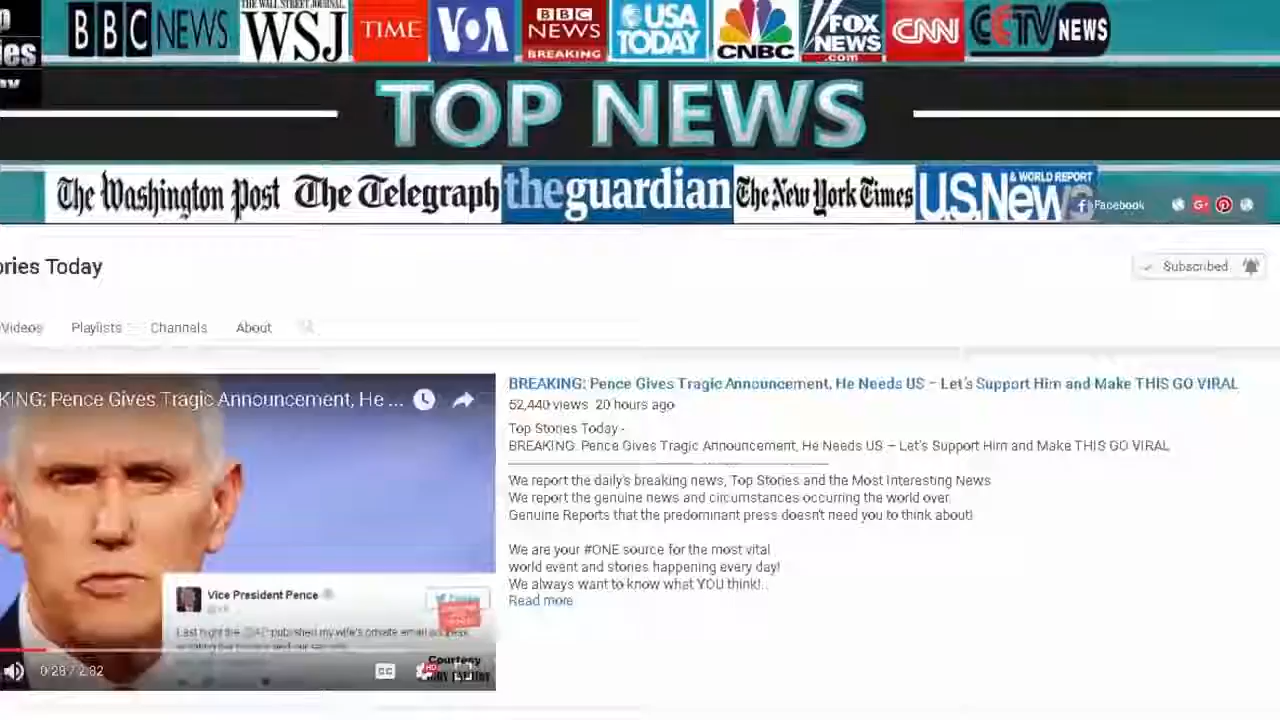 BBC NEWS
THE WALL STREET JOURNAL
WSJ
TIME
VOA
BBC
NEWS
BREAKING
USA
TODAY
CNBC
FOX
NEWS
.com
CNN
CCTV NEWS
TOP NEWS
The Washington Post
The Telegraph
theguardian
The New York Times
U.S.News
& WORLD REPORT
Facebook
ories Today
Subscribed
Videos Playlists Channels About
KING: Pence Gives Tragic Announcement, He ...
BREAKING: Pence Gives Tragic Announcement, He Needs US – Let's Support Him and Make THIS GO VIRAL
52,440 views 20 hours ago
Top Stories Today -
BREAKING: Pence Gives Tragic Announcement, He Needs US – Let's Support Him and Make THIS GO VIRAL
We report the daily's breaking news, Top Stories and the Most Interesting News
We report the genuine news and circumstances occurring the world over.
Genuine Reports that the predominant press doesn't need you to think about!
We are your #ONE source for the most vital
world event and stories happening every day!
We always want to know what YOU think!..
Read more
Vice President Pence
Last night the published my wife's private email address
and our
0:28 / 2:32
CC
HD
Courtesy